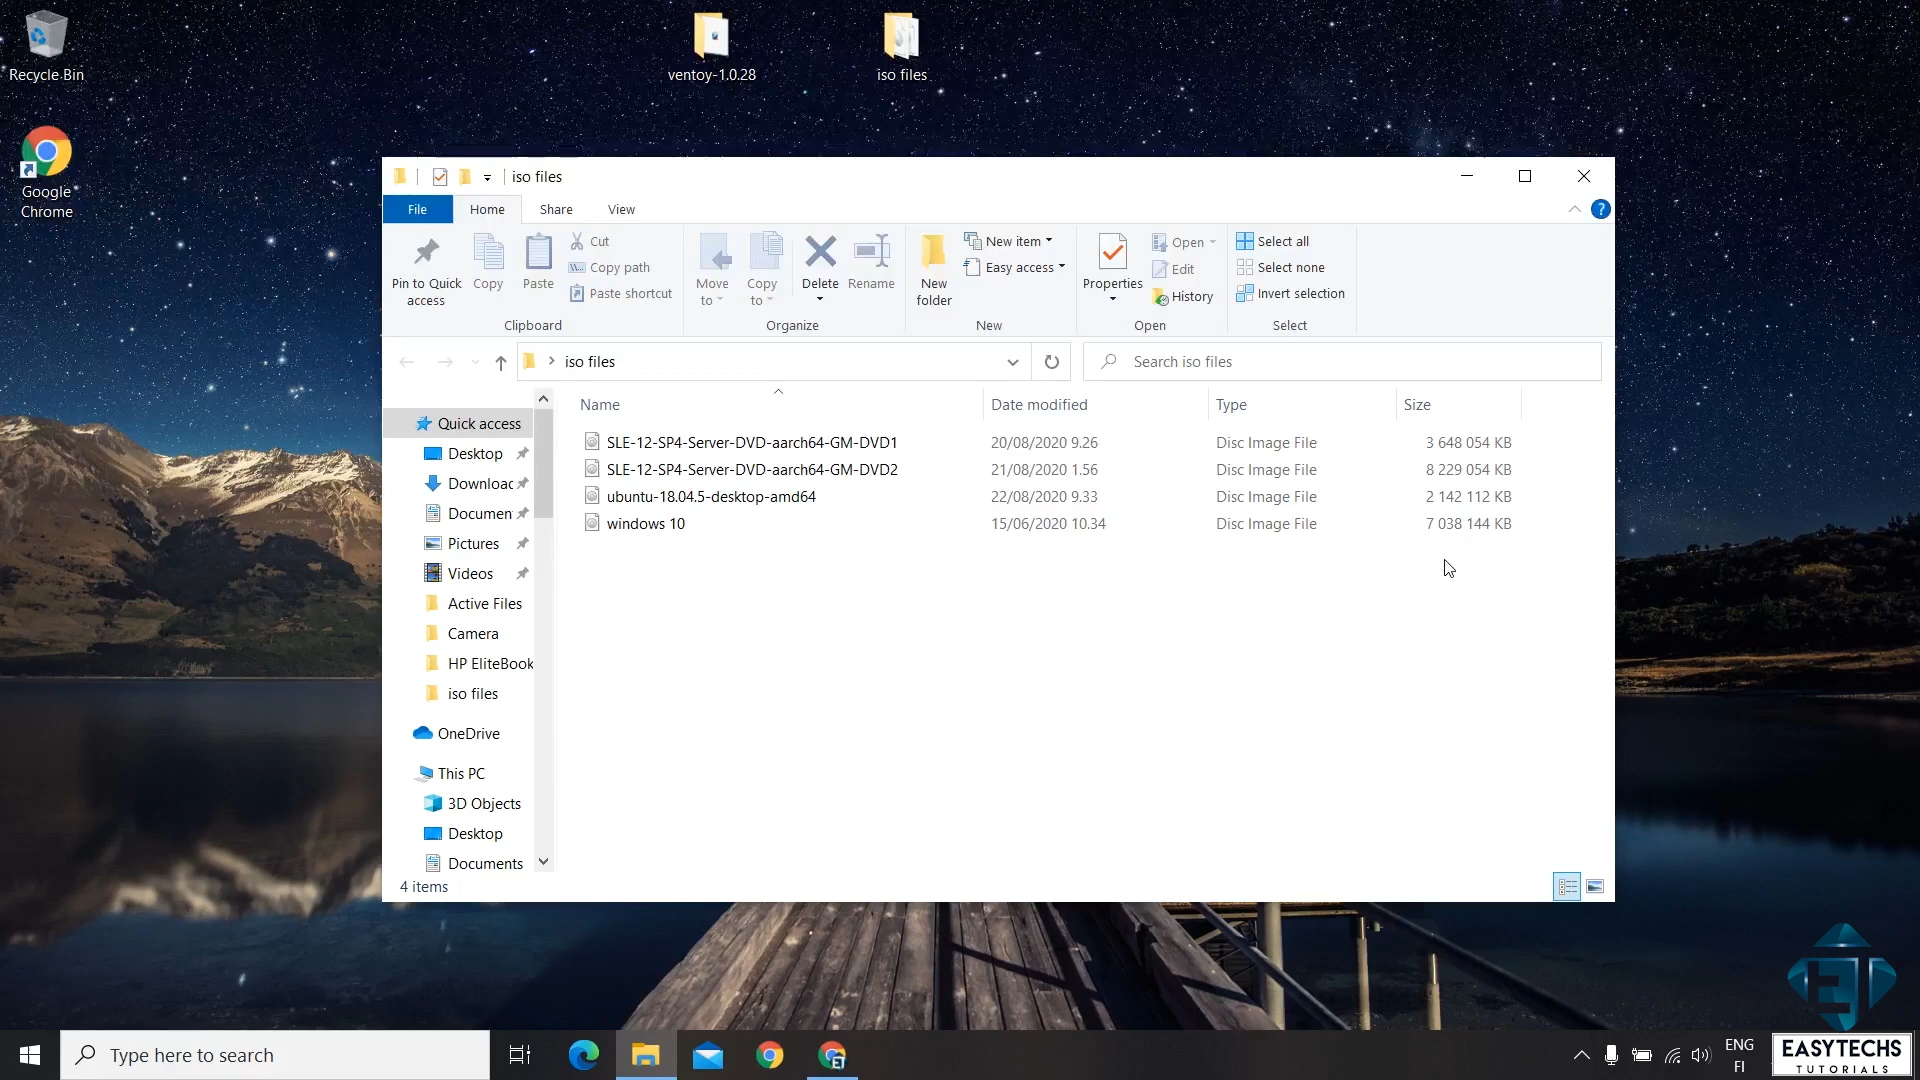 Recycle Bin
ventoy-1.0.28
iso files
Google
Chrome
iso files
File
Home
Share
View
?
Pin to Quick
access
Copy
Paste
Cut
Copy path
Paste shortcut
Clipboard
Move
to
Copy
to
Delete
Rename
Organize
New
folder
New item
Easy access
New
Properties
Open
Edit
History
Open
Select all
Select none
Invert selection
Select
iso files
Search iso files
Name
Date modified
Type
Size
SLE-12-SP4-Server-DVD-aarch64-GM-DVD1 20/08/2020 9.26 Disc Image File 3 648 054 KB
SLE-12-SP4-Server-DVD-aarch64-GM-DVD2 21/08/2020 1.56 Disc Image File 8 229 054 KB
ubuntu-18.04.5-desktop-amd64 22/08/2020 9.33 Disc Image File 2 142 112 KB
windows 10 15/06/2020 10.34 Disc Image File 7 038 144 KB
Quick access
Desktop
Downloac
Documen
Pictures
Videos
Active Files
Camera
HP EliteBook
iso files
OneDrive
This PC
3D Objects
Desktop
Documents
4 items
Type here to search
ENG
FI
EASYTECHS
TUTORIALS